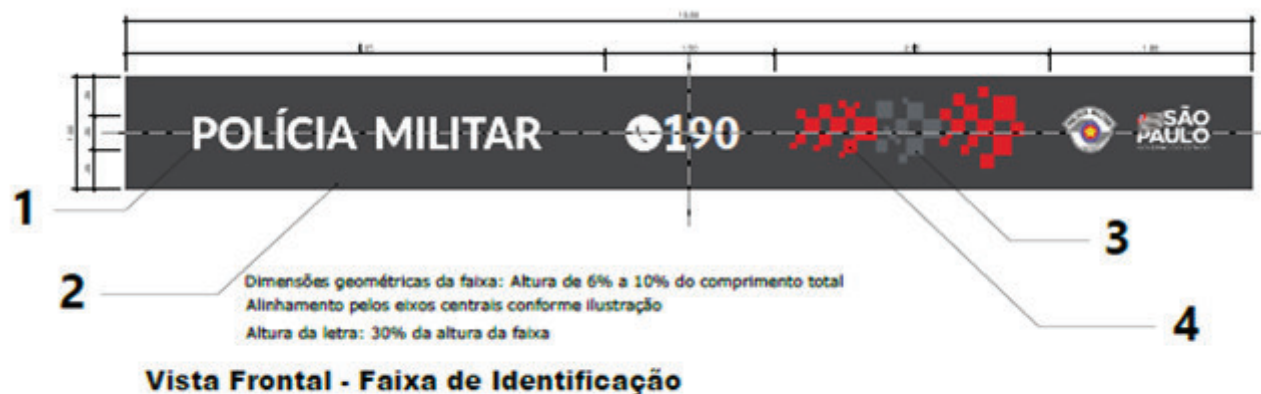 POLÍCIA MILITAR 190 SÃO PAULO
1
2
3
4
Dimensões geométricas da faixa: Altura de 6% a 10% do comprimento total
Alinhamento pelos eixos centrais conforme ilustração
Altura da letra: 30% da altura da faixa
Vista Frontal - Faixa de Identificação